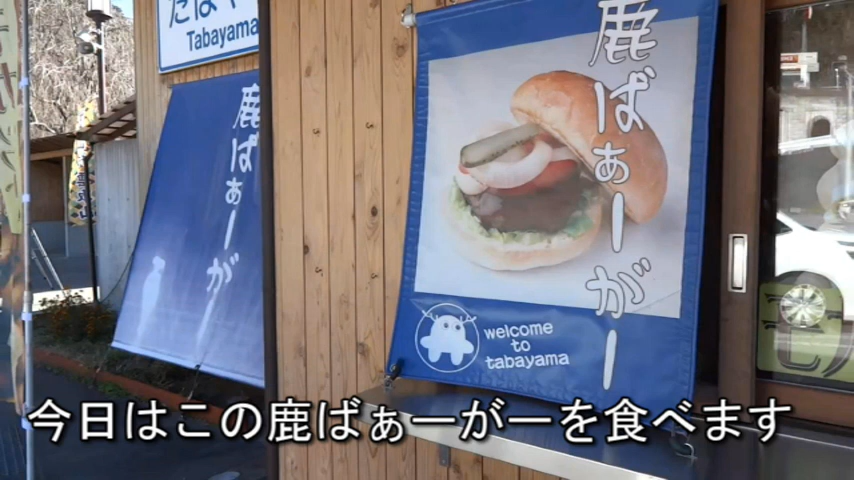 たばや
Tabayama
鹿ばぁーがー
鹿ばぁーがー
welcome
to
tabayama
今日はこの鹿ばぁーがーを食べます